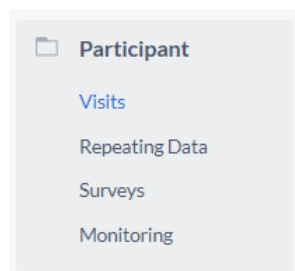 Participant
Visits
Repeating Data
Surveys
Monitoring